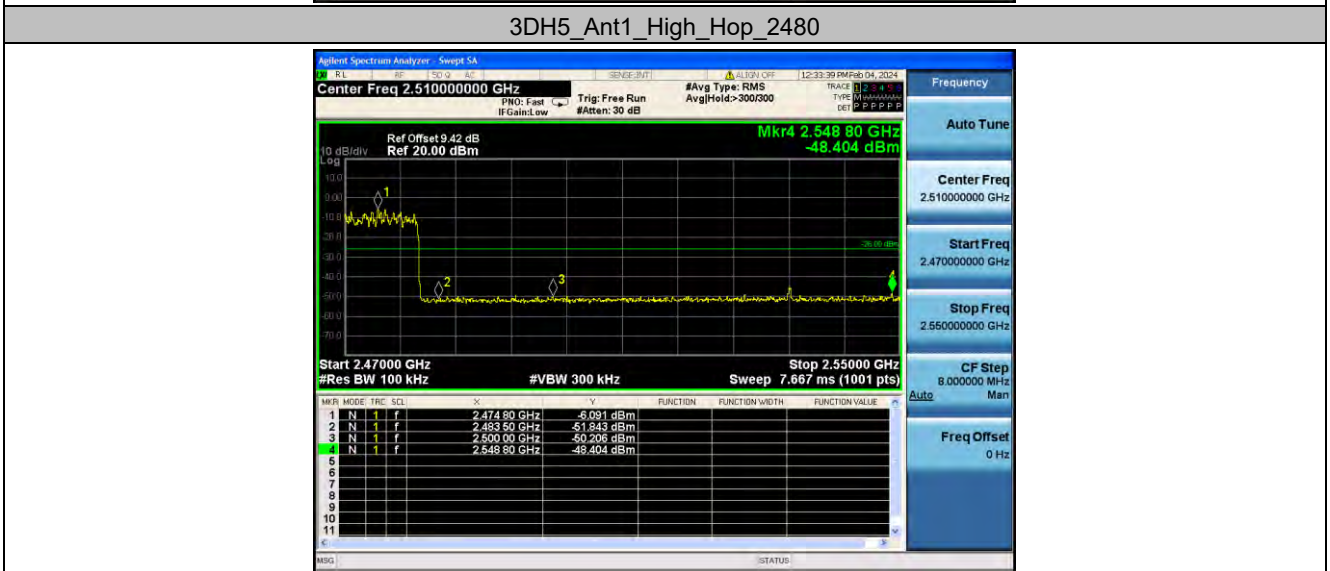 3DH5_Ant1_High_Hop_2480
Agilent Spectrum Analyzer - Swept SA
RL RF 50 Ω AC SENSE:INT ALIGN OFF 12:33:39 PM Feb 04, 2024
Center Freq 2.510000000 GHz
PNO: Fast
IFGain:Low
Trig: Free Run
#Atten: 30 dB
#Avg Type: RMS
Avg|Hold:>300/300
TRACE 1 2 3 4 5 6
TYPE M
DET P P P P P P
Ref Offset 9.42 dB
10 dB/div Ref 20.00 dBm
Log
Mkr4 2.548 80 GHz
-48.404 dBm
10.0
0.00
-10.0
-20.0
-30.0
-40.0
-50.0
-60.0
-70.0
1
2
3
4
Start 2.47000 GHz Stop 2.55000 GHz
#Res BW 100 kHz #VBW 300 kHz Sweep 7.667 ms (1001 pts)
MKR MODE TRC SCL X Y FUNCTION FUNCTION WIDTH FUNCTION VALUE
1 N 1 f 2.474 80 GHz -6.091 dBm
2 N 1 f 2.483 50 GHz -51.843 dBm
3 N 1 f 2.500 00 GHz -50.206 dBm
4 N 1 f 2.548 80 GHz -48.404 dBm
5
6
7
8
9
10
11
MSG STATUS
Frequency
Auto Tune
Center Freq
2.510000000 GHz
Start Freq
2.470000000 GHz
Stop Freq
2.550000000 GHz
CF Step
8.000000 MHz
Auto Man
Freq Offset
0 Hz